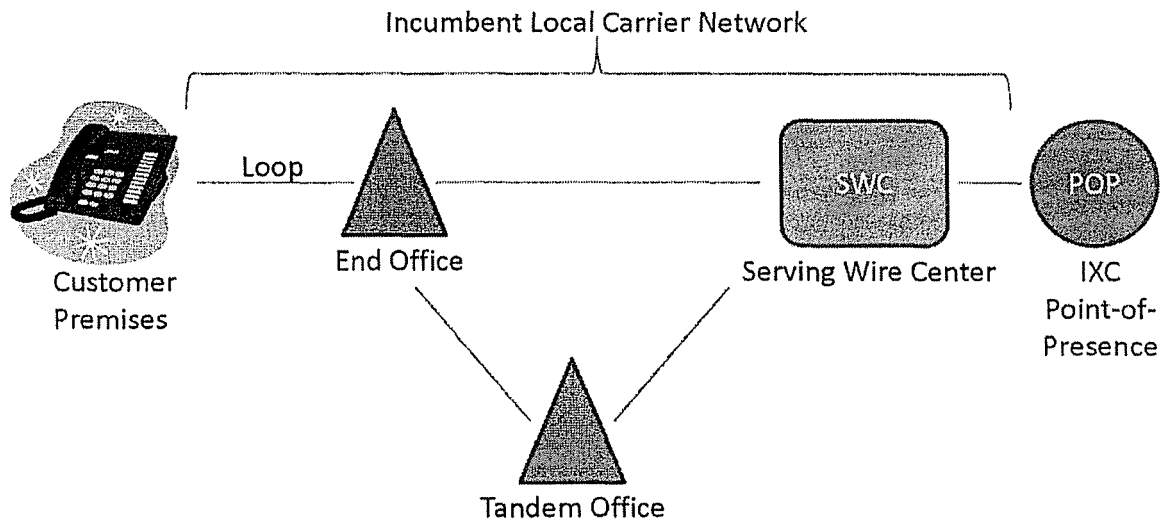 Incumbent Local Carrier Network
Loop
SWC
POP
End Office
Serving Wire Center
Customer
Premises
IXC
Point-of-
Presence
Tandem Office